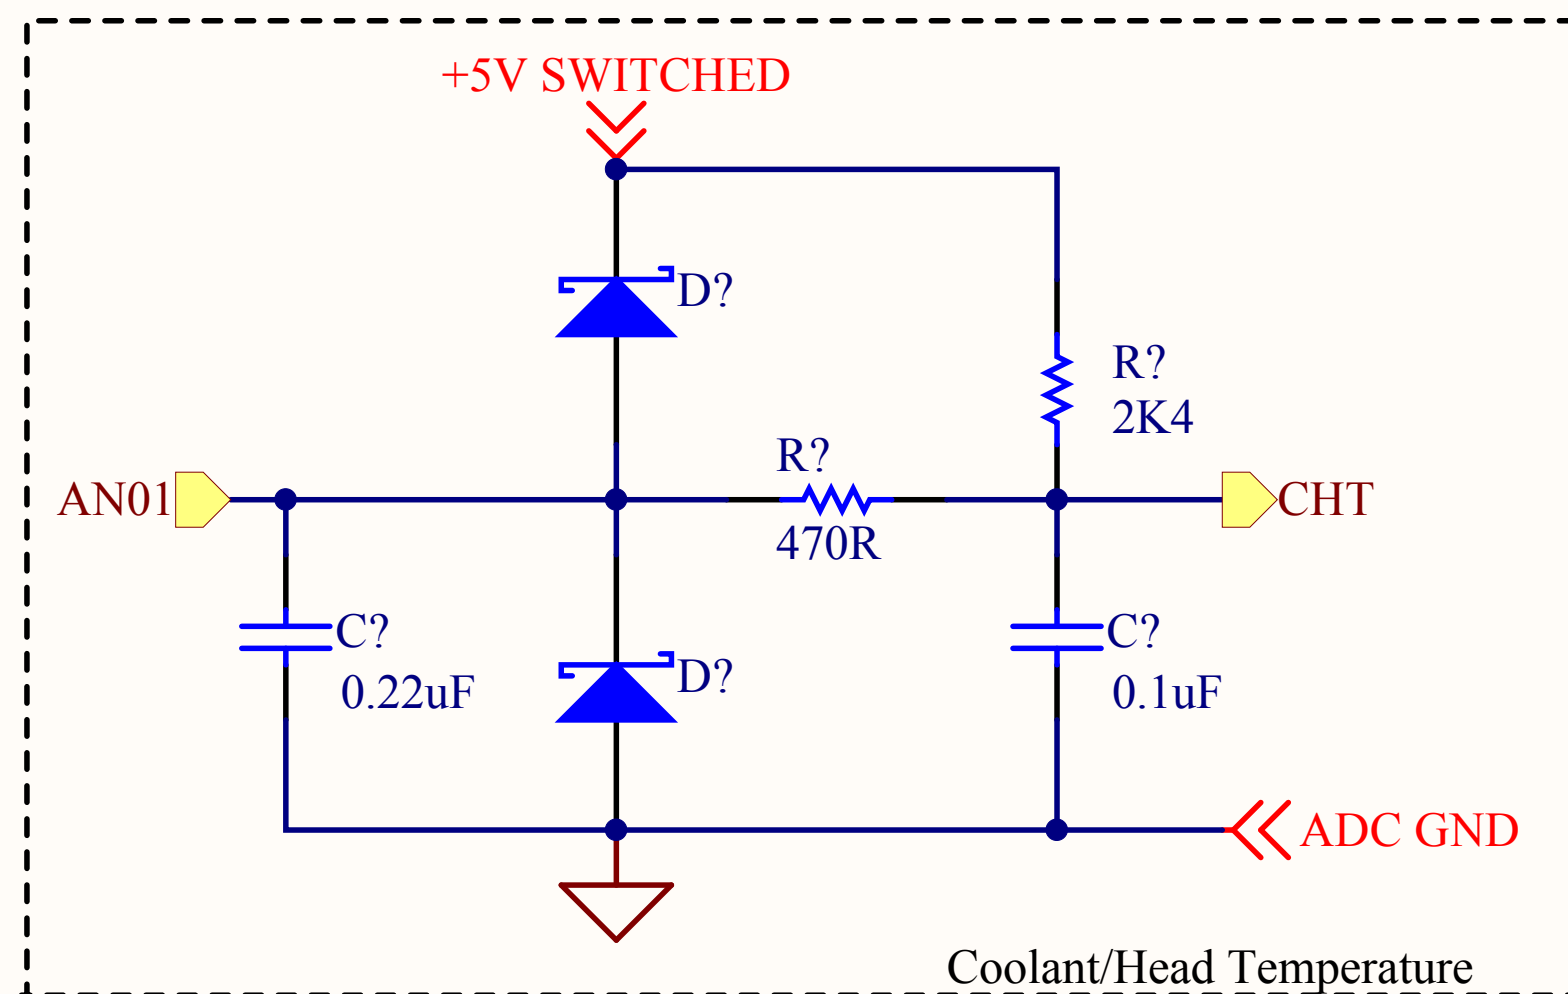 +5V SWITCHED
D?
R?
2K4
R?
AN01
CHT
470R
C?
0.22uF
D?
C?
0.1uF
ADC GND
Coolant/Head Temperature